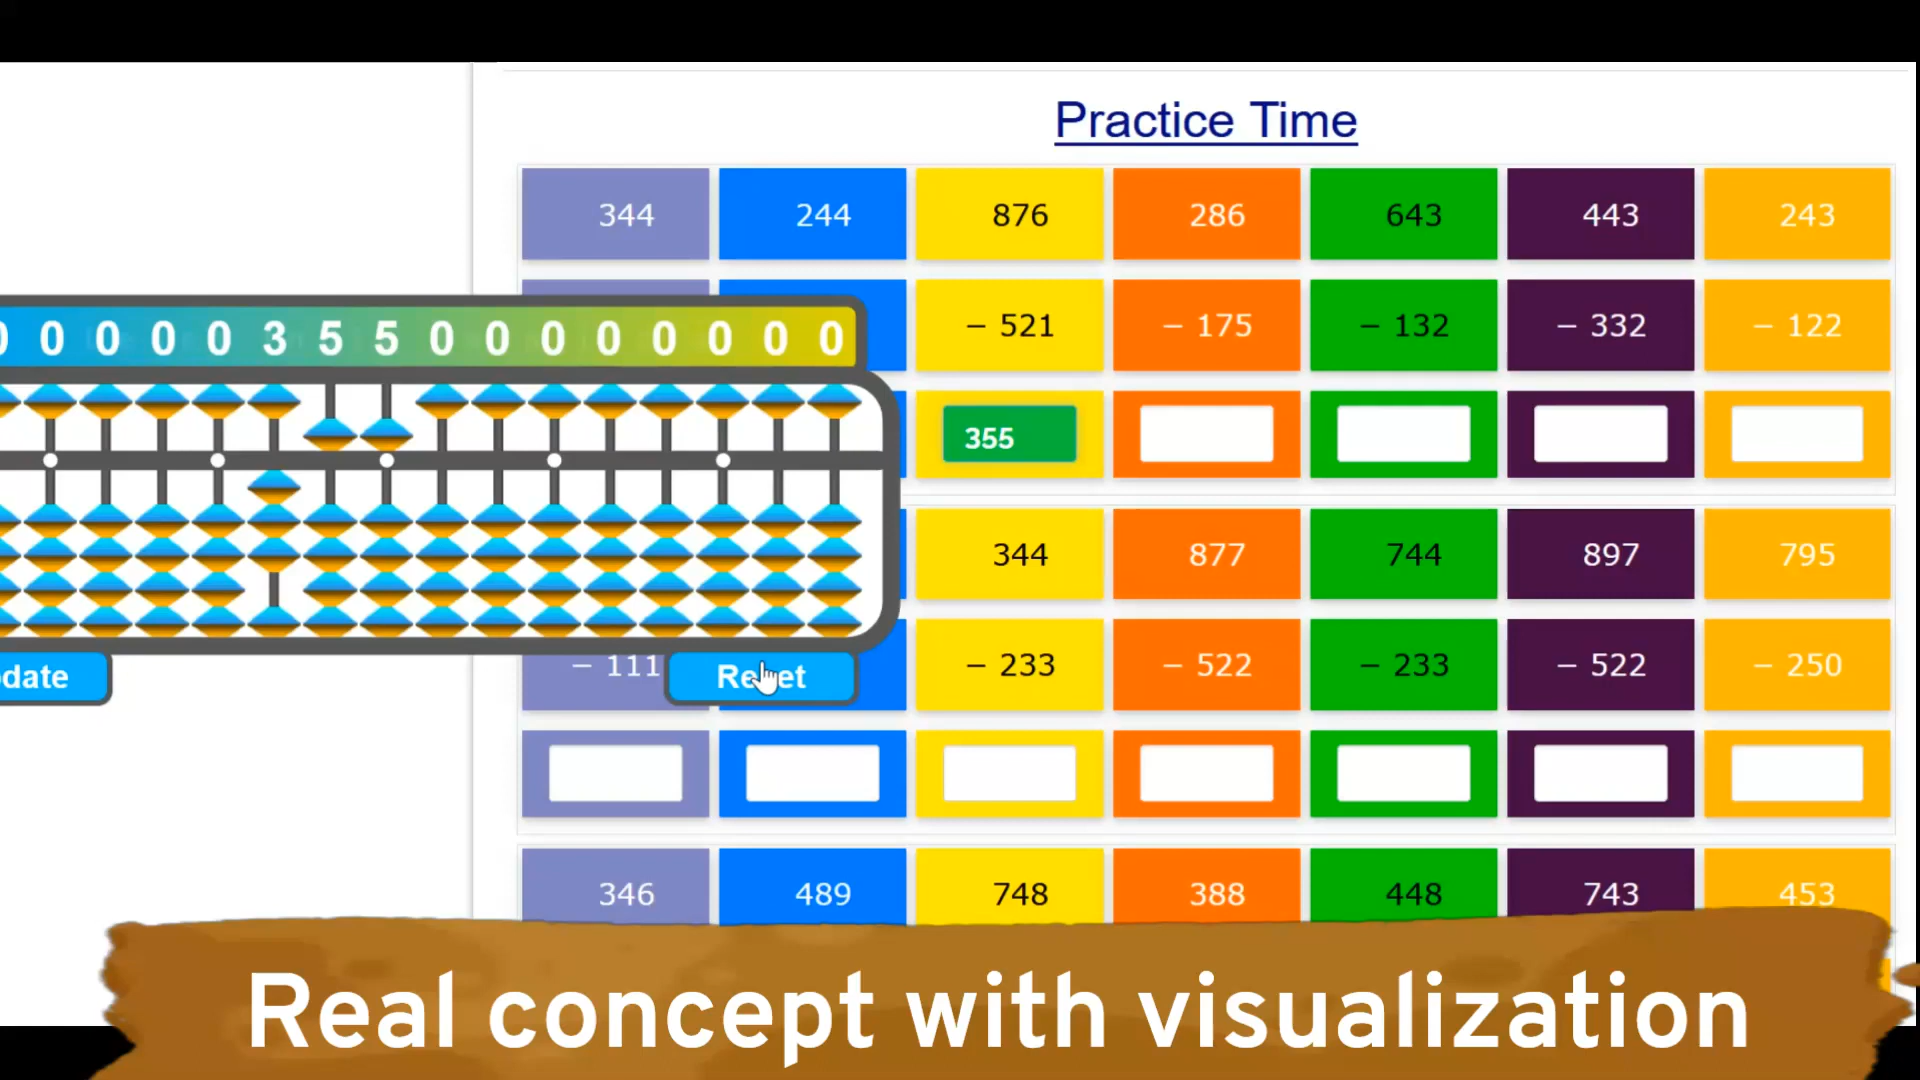 Practice Time
344 244 876 286 643 443 243
0 0 0 0 3 5 5 0 0 0 0 0 0 0 0
− 521 − 175 − 132 − 332 − 122
355
344 877 744 897 795
− 111 − 233 − 522 − 233 − 522 − 250
Reset
346 489 748 388 448 743 453
Real concept with visualization